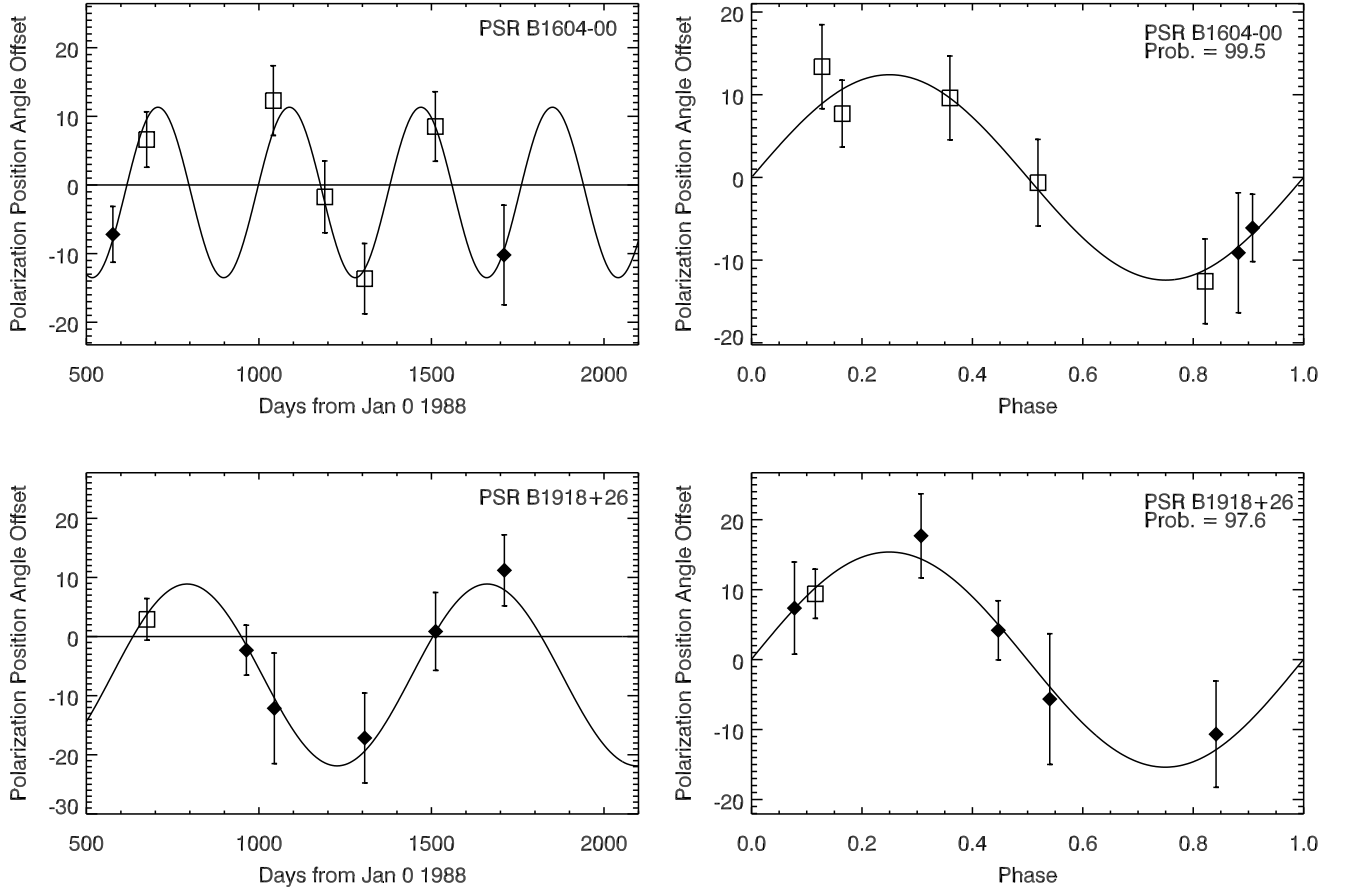 PSR B1604-00
Polarization Position Angle Offset
20
10
0
-10
-20
500 1000 1500 2000
Days from Jan 0 1988
PSR B1604-00
Prob. = 99.5
Polarization Position Angle Offset
20
10
0
-10
-20
0.0 0.2 0.4 0.6 0.8 1.0
Phase
PSR B1918+26
Polarization Position Angle Offset
20
10
0
-10
-20
-30
500 1000 1500 2000
Days from Jan 0 1988
PSR B1918+26
Prob. = 97.6
Polarization Position Angle Offset
20
10
0
-10
-20
0.0 0.2 0.4 0.6 0.8 1.0
Phase